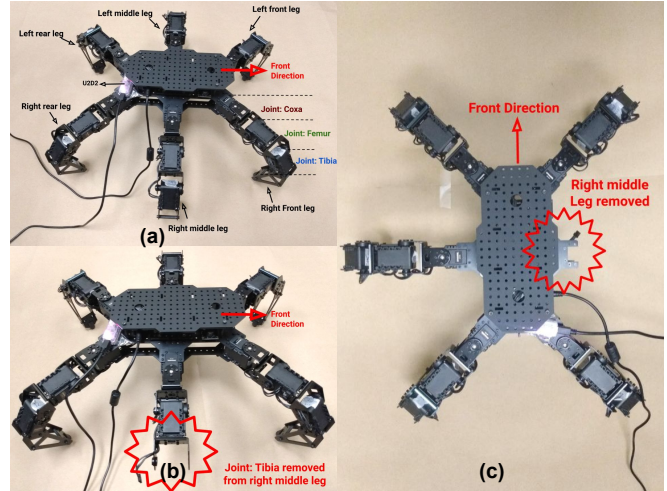 Left middle leg
Left front leg
Left rear leg
Front
Direction
U2D2
Joint: Coxa
Right rear leg
Joint: Femur
Joint: Tibia
Right Front leg
Right middle leg
(a)
Front
Direction
(b)
Joint: Tibia removed
from right middle leg
Front Direction
Right middle
Leg removed
(c)